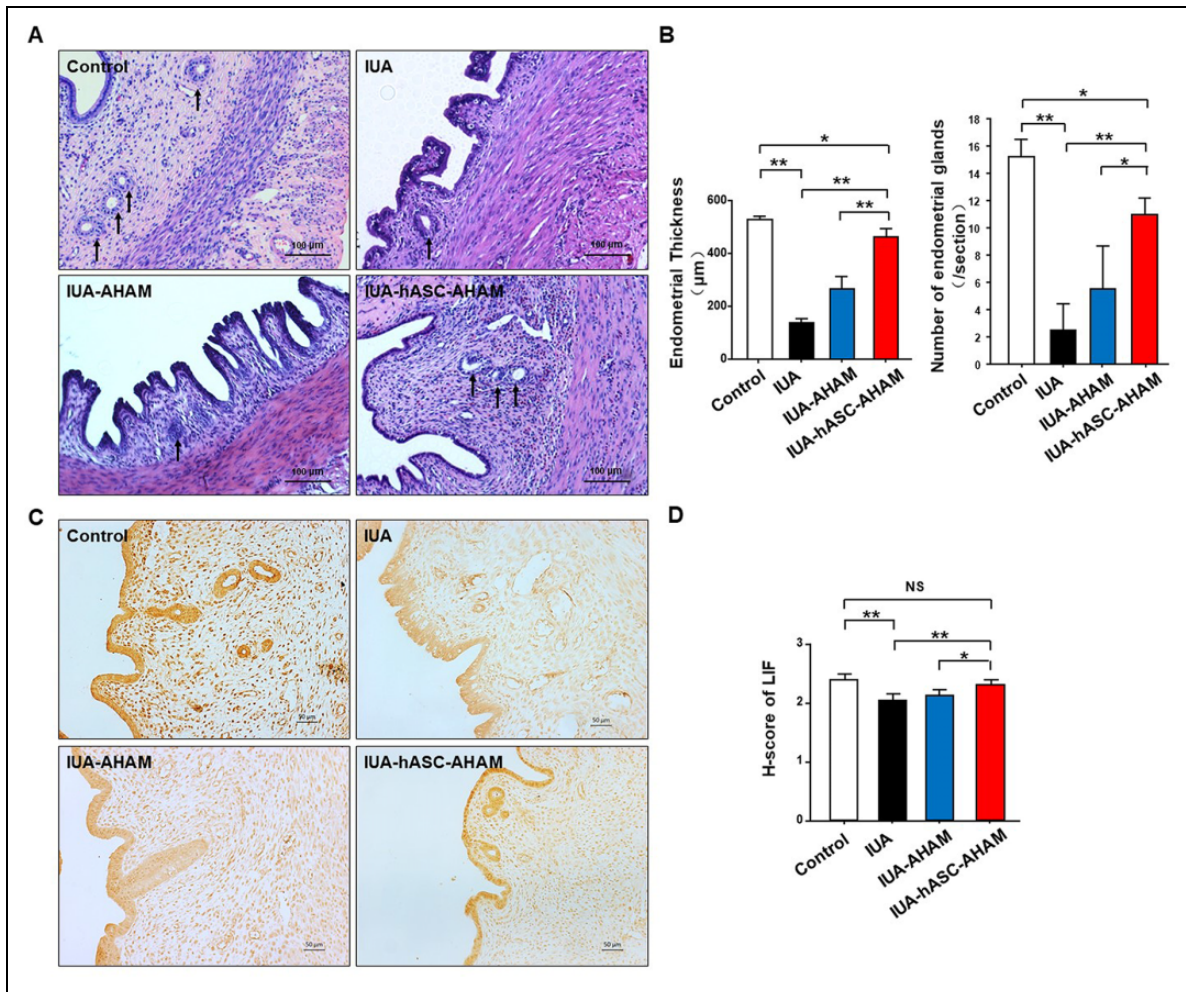 A
Control
IUA
100 µm
100 µm
IUA-AHAM
IUA-hASC-AHAM
100 µm
100 µm
B
Endometrial Thickness
(µm)
600
400
200
0
**
*
**
**
Control
IUA
IUA-AHAM
IUA-hASC-AHAM
Number of endometrial glands
(/section)
18
16
14
12
10
8
6
4
2
0
*
**
**
*
Control
IUA
IUA-AHAM
IUA-hASC-AHAM
C
Control
IUA
50 µm
50 µm
IUA-AHAM
IUA-hASC-AHAM
50 µm
50 µm
D
H-score of LIF
3
2
1
0
NS
**
**
*
Control
IUA
IUA-AHAM
IUA-hASC-AHAM